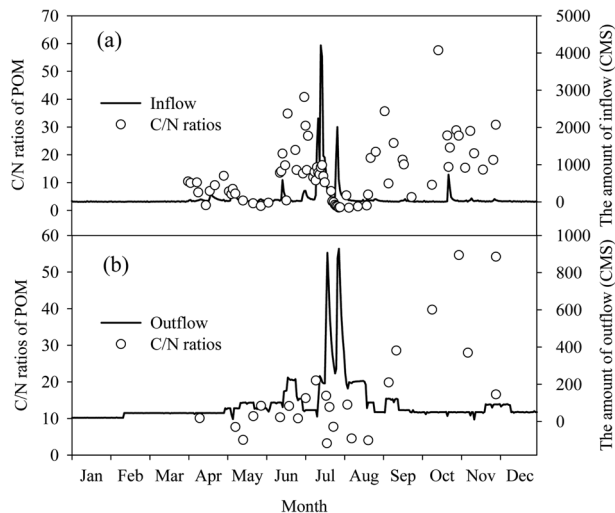 70
60
50
40
30
20
10
0
C/N ratios of POM
(a)
Inflow
C/N ratios
5000
4000
3000
2000
1000
0
The amount of inflow (CMS)
60
50
40
30
20
10
0
C/N ratios of POM
(b)
Outflow
C/N ratios
1000
800
600
400
200
0
The amount of outflow (CMS)
Jan Feb Mar Apr May Jun Jul Aug Sep Oct Nov Dec
Month